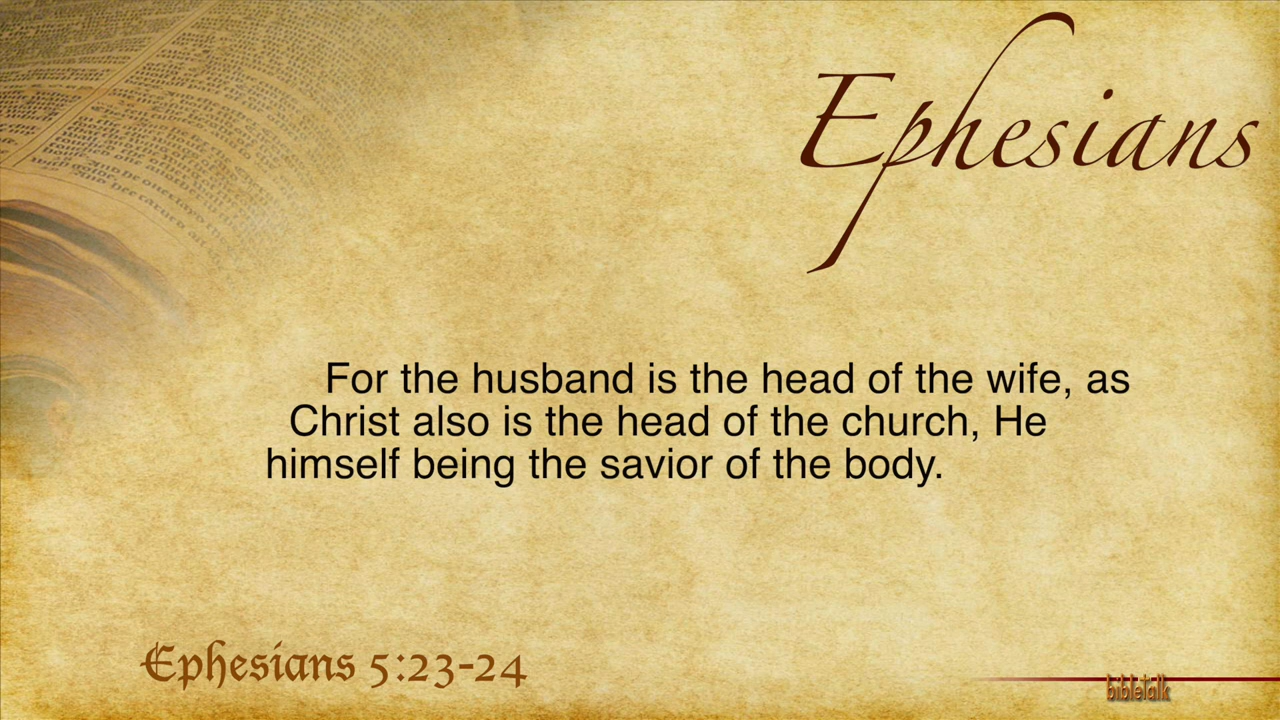 Ephesians
For the husband is the head of the wife, as
Christ also is the head of the church, He
himself being the savior of the body.
Ephesians 5:23-24
bibletalk